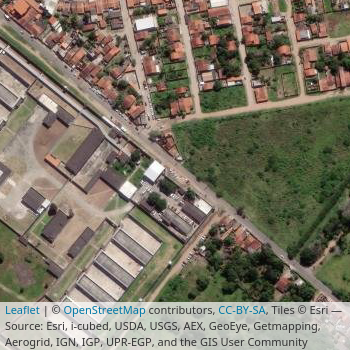 Leaflet | © OpenStreetMap contributors, CC-BY-SA, Tiles © Esri —
Source: Esri, i-cubed, USDA, USGS, AEX, GeoEye, Getmapping,
Aerogrid, IGN, IGP, UPR-EGP, and the GIS User Community